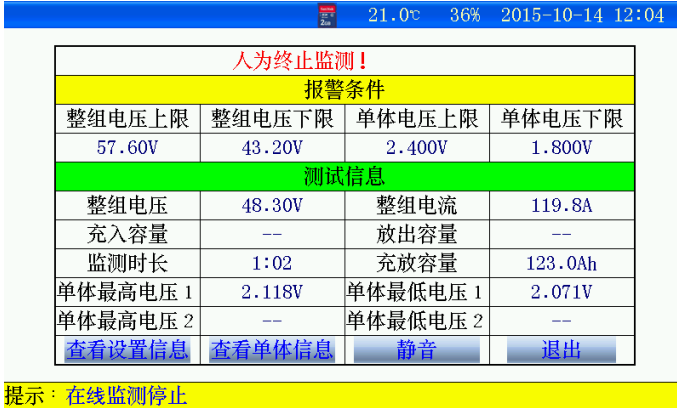 SanDisk
2GB
21.0℃ 36% 2015-10-14 12:04
人为终止监测！
报警条件
整组电压上限 整组电压下限 单体电压上限 单体电压下限
57.60V 43.20V 2.400V 1.800V
测试信息
整组电压 48.30V 整组电流 119.8A
充入容量 -- 放出容量 --
监测时长 1:02 充放容量 123.0Ah
单体最高电压1 2.118V 单体最低电压1 2.071V
单体最高电压2 -- 单体最低电压2 --
查看设置信息 查看单体信息 静音 退出
提示：在线监测停止